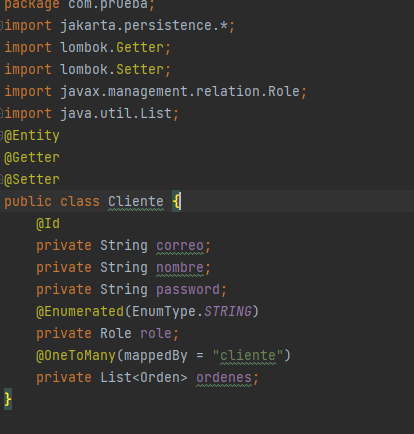 package com.prueba;
import jakarta.persistence.*;
import lombok.Getter;
import lombok.Setter;
import javax.management.relation.Role;
import java.util.List;
@Entity
@Getter
@Setter
public class Cliente {
@Id
private String correo;
private String nombre;
private String password;
@Enumerated(EnumType.STRING)
private Role role;
@OneToMany(mappedBy = "cliente")
private List<Orden> ordenes;
}